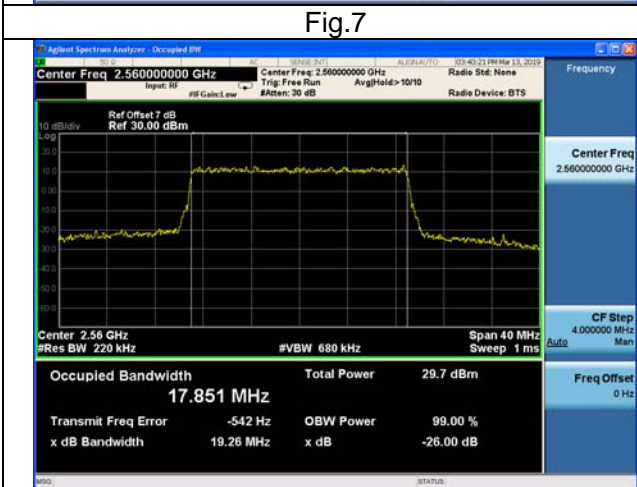 Fig.7
Agilent Spectrum Analyzer - Occupied BW
50 Ω AC SENSE:INT ALIGN AUTO 03:40:21 PM Mar 13, 2019
Center Freq 2.560000000 GHz Center Freq: 2.560000000 GHz Radio Std: None Frequency
Input: RF Trig: Free Run Avg|Hold:>10/10
#IFGain:Low #Atten: 30 dB Radio Device: BTS
Ref Offset 7 dB
10 dB/div Ref 30.00 dBm
Log
20.0
10.0
0.00
-10.0
-20.0
-30.0
-40.0
-50.0
-60.0
Center Freq
2.560000000 GHz
Center 2.56 GHz Span 40 MHz
#Res BW 220 kHz #VBW 680 kHz Sweep 1 ms
CF Step
4.000000 MHz
Auto Man
Occupied Bandwidth Total Power 29.7 dBm
17.851 MHz
Transmit Freq Error -542 Hz OBW Power 99.00 %
x dB Bandwidth 19.26 MHz x dB -26.00 dB
Freq Offset
0 Hz
MSG STATUS